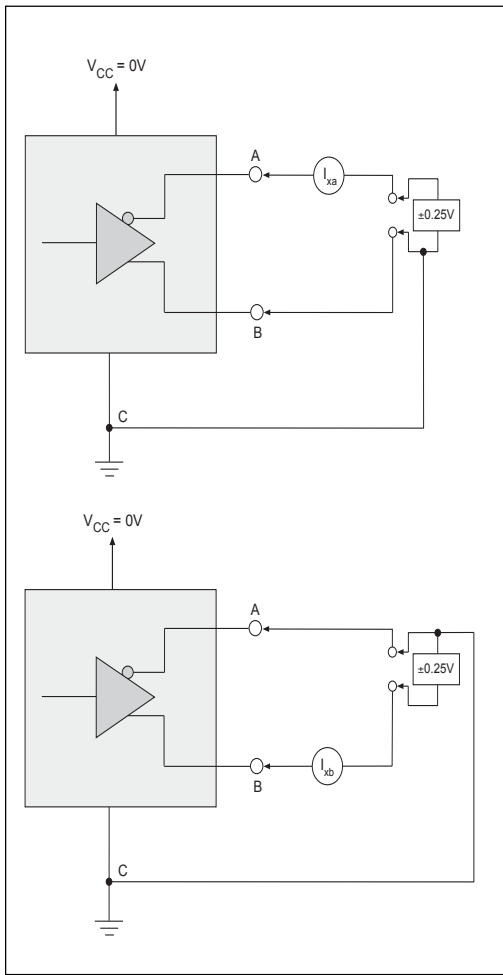 V_CC = 0V
A
I_xa
±0.25V
B
C
V_CC = 0V
A
±0.25V
I_xb
B
C